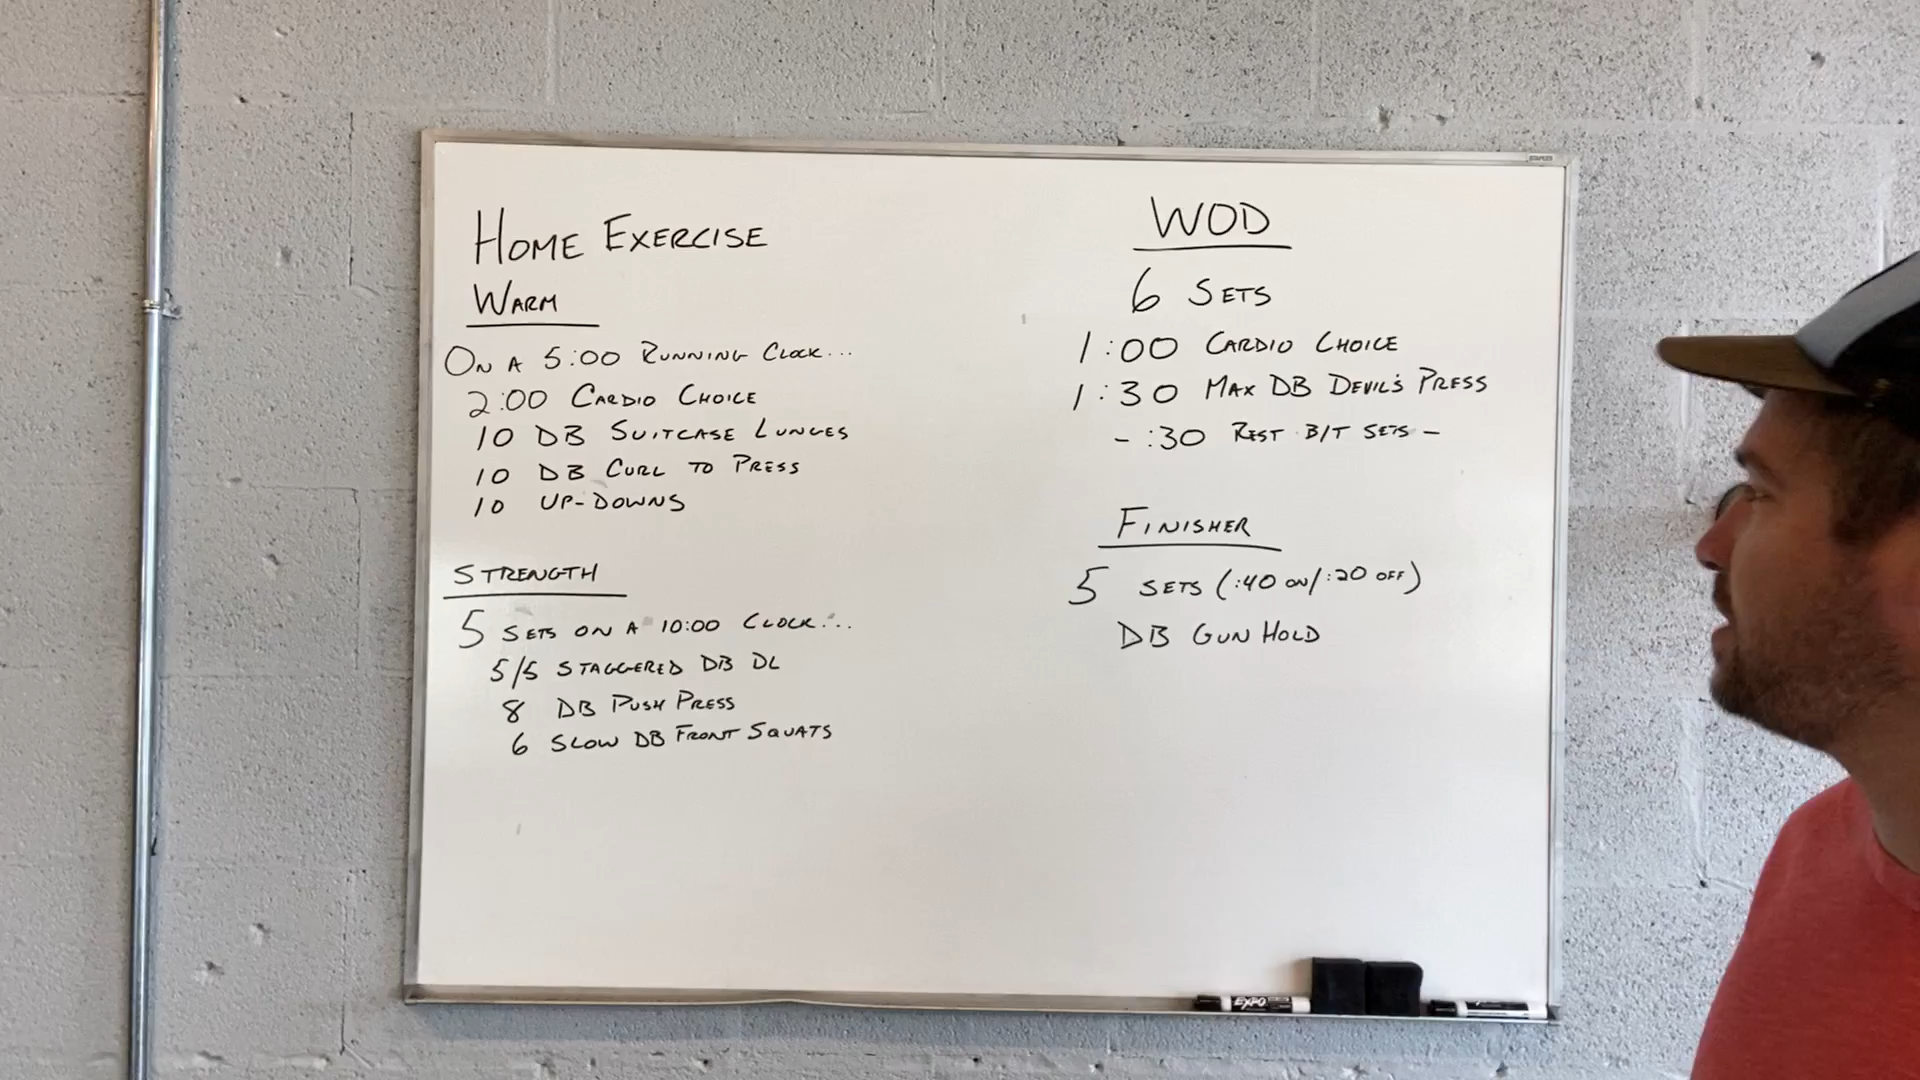 HOME EXERCISE
WARM
ON A 5:00 RUNNING CLOCK...
2:00 CARDIO CHOICE
10 DB SUITCASE LUNGES
10 DB CURL TO PRESS
10 UP-DOWNS
STRENGTH
5 SETS ON A 10:00 CLOCK...
5/5 STAGGERED DB DL
8 DB PUSH PRESS
6 SLOW DB FRONT SQUATS
WOD
6 SETS
1:00 CARDIO CHOICE
1:30 MAX DB DEVIL'S PRESS
- :30 REST B/T SETS -
FINISHER
5 SETS (:40 ON/:20 OFF)
DB GUN HOLD
EXPO